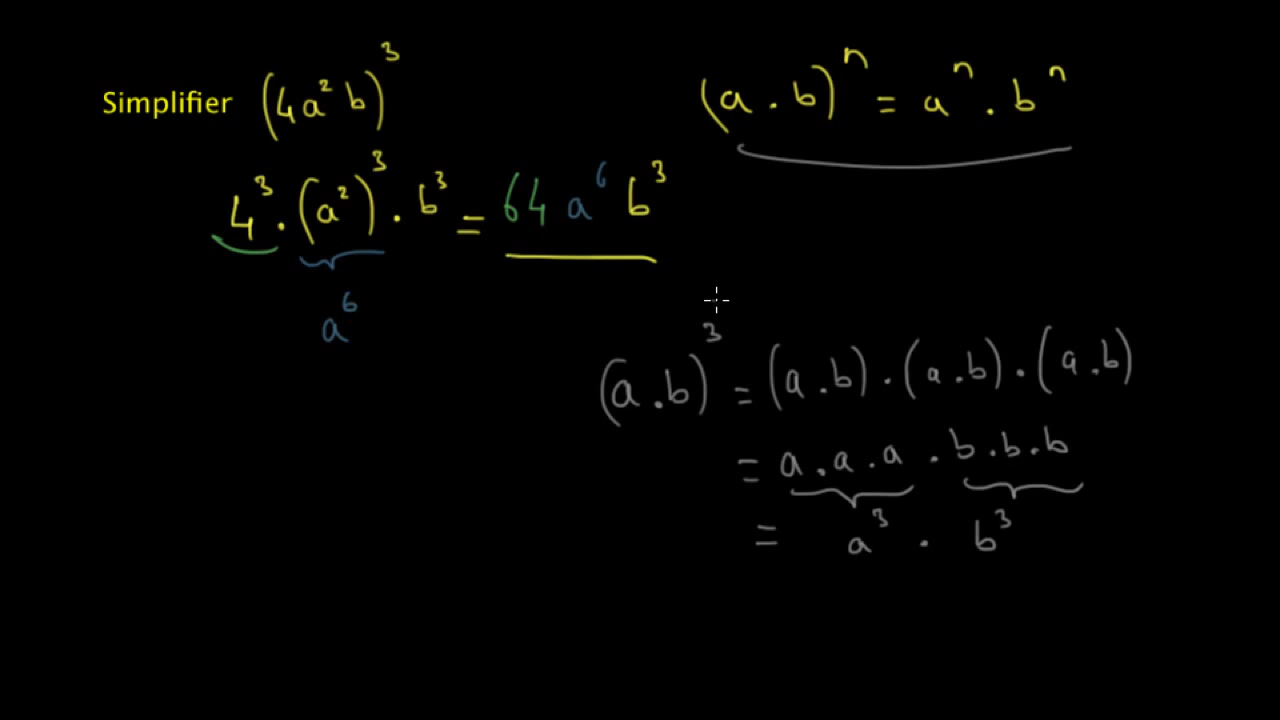 Simplifier (4a²b)³
4³ · (a²)³ · b³ = 64 a⁶ b³
a⁶
(a . b)ⁿ = aⁿ . bⁿ
(a . b)³ = (a . b) . (a . b) . (a . b)
= a . a . a . b . b . b
= a³ . b³